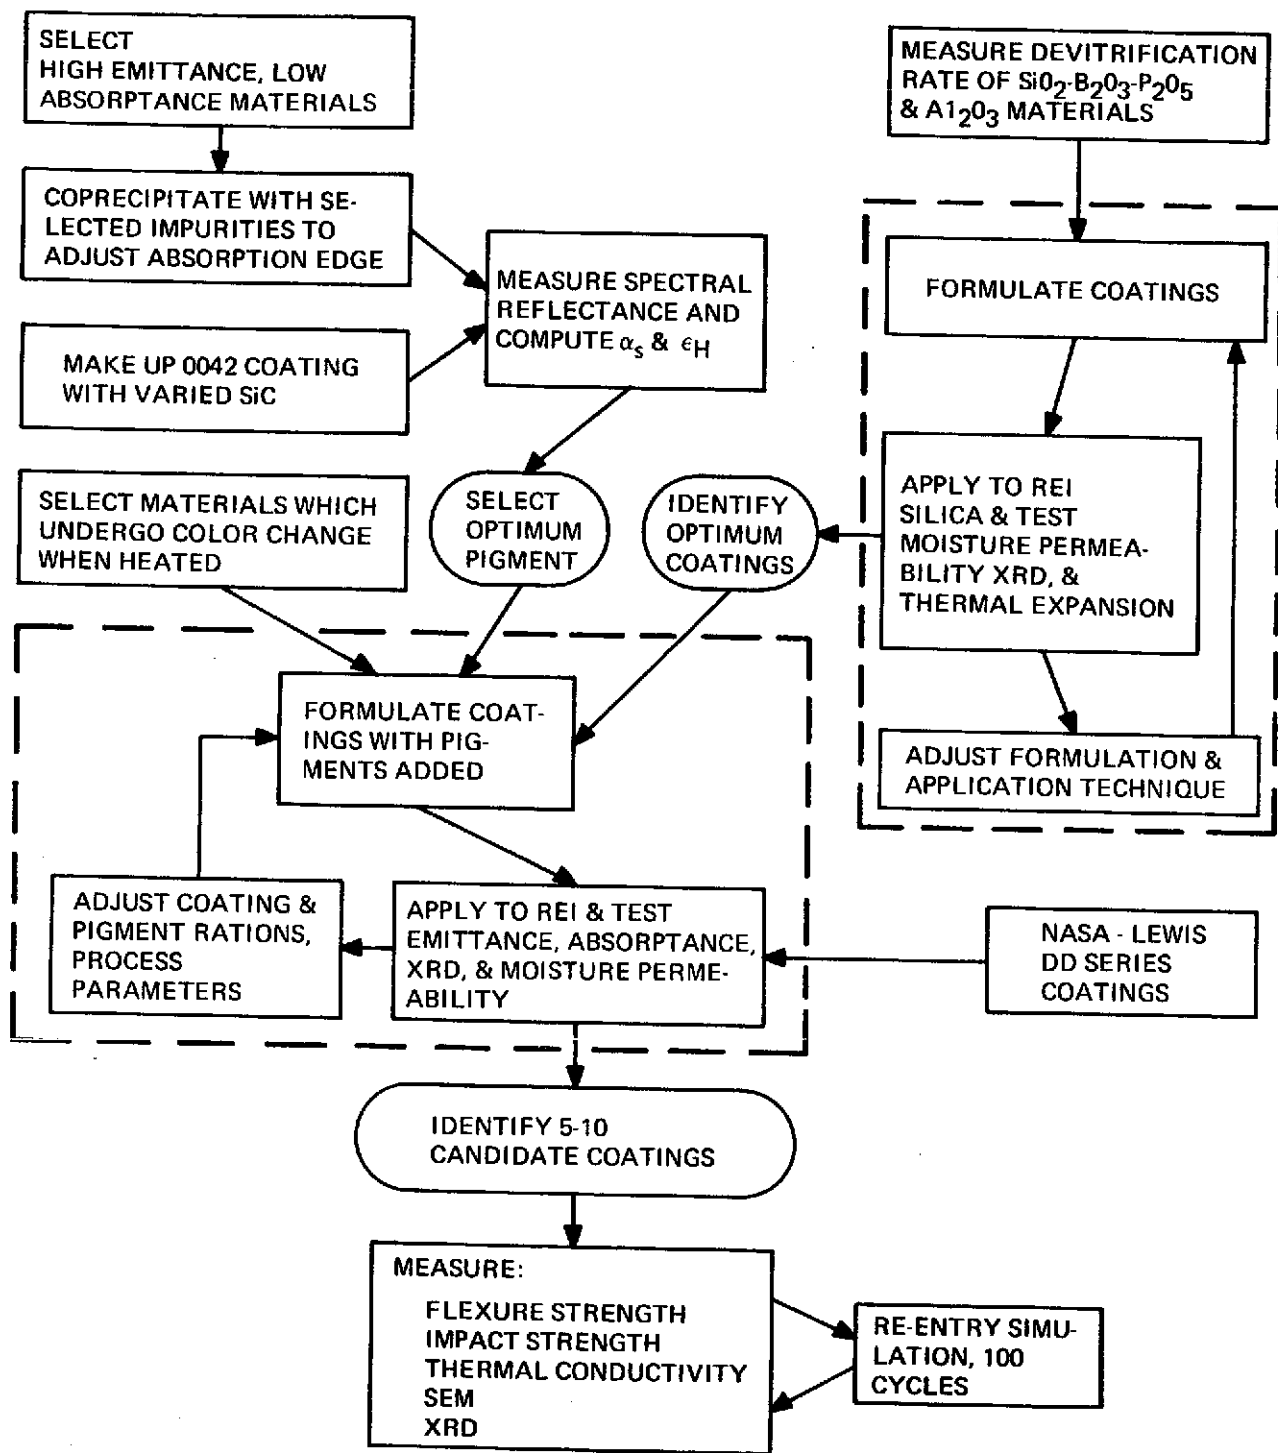 SELECT
HIGH EMITTANCE, LOW
ABSORPTANCE MATERIALS
MEASURE DEVITRIFICATION
RATE OF SiO2-B2O3-P2O5
& A12O3 MATERIALS
COPRECIPITATE WITH SE-
LECTED IMPURITIES TO
ADJUST ABSORPTION EDGE
MEASURE SPECTRAL
REFLECTANCE AND
COMPUTE αs & ϵH
FORMULATE COATINGS
MAKE UP 0042 COATING
WITH VARIED SiC
SELECT MATERIALS WHICH
UNDERGO COLOR CHANGE
WHEN HEATED
SELECT
OPTIMUM
PIGMENT
IDENTIFY
OPTIMUM
COATINGS
APPLY TO REI
SILICA & TEST
MOISTURE PERMEA-
BILITY XRD, &
THERMAL EXPANSION
FORMULATE COAT-
INGS WITH PIG-
MENTS ADDED
ADJUST FORMULATION &
APPLICATION TECHNIQUE
ADJUST COATING &
PIGMENT RATIONS,
PROCESS
PARAMETERS
APPLY TO REI & TEST
EMITTANCE, ABSORPTANCE,
XRD, & MOISTURE PERME-
ABILITY
NASA - LEWIS
DD SERIES
COATINGS
IDENTIFY 5-10
CANDIDATE COATINGS
MEASURE:
FLEXURE STRENGTH
IMPACT STRENGTH
THERMAL CONDUCTIVITY
SEM
XRD
RE-ENTRY SIMU-
LATION, 100
CYCLES